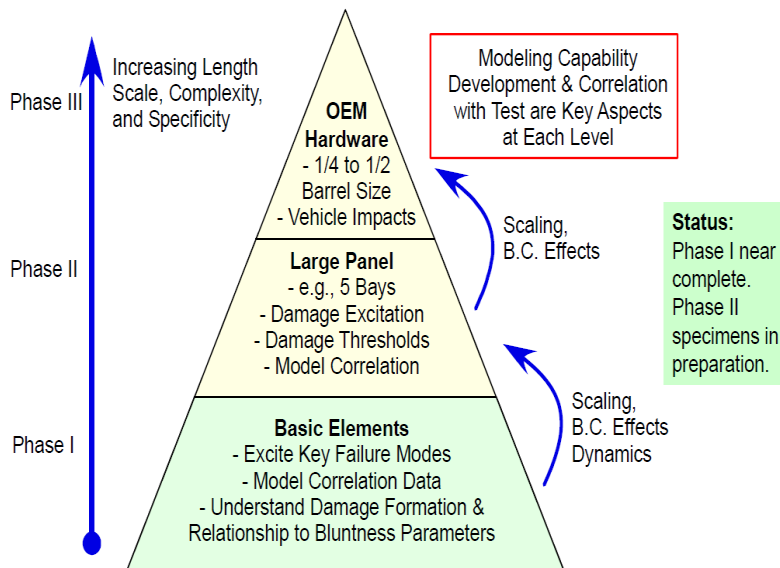 Phase III
Increasing Length
Scale, Complexity,
and Specificity
OEM
Hardware
- 1/4 to 1/2
Barrel Size
- Vehicle Impacts
Modeling Capability
Development & Correlation
with Test are Key Aspects
at Each Level
Scaling,
B.C. Effects
Status:
Phase I near
complete.
Phase II
specimens in
preparation.
Phase II
Large Panel
- e.g., 5 Bays
- Damage Excitation
- Damage Thresholds
- Model Correlation
Scaling,
B.C. Effects
Dynamics
Phase I
Basic Elements
- Excite Key Failure Modes
- Model Correlation Data
- Understand Damage Formation &
Relationship to Bluntness Parameters